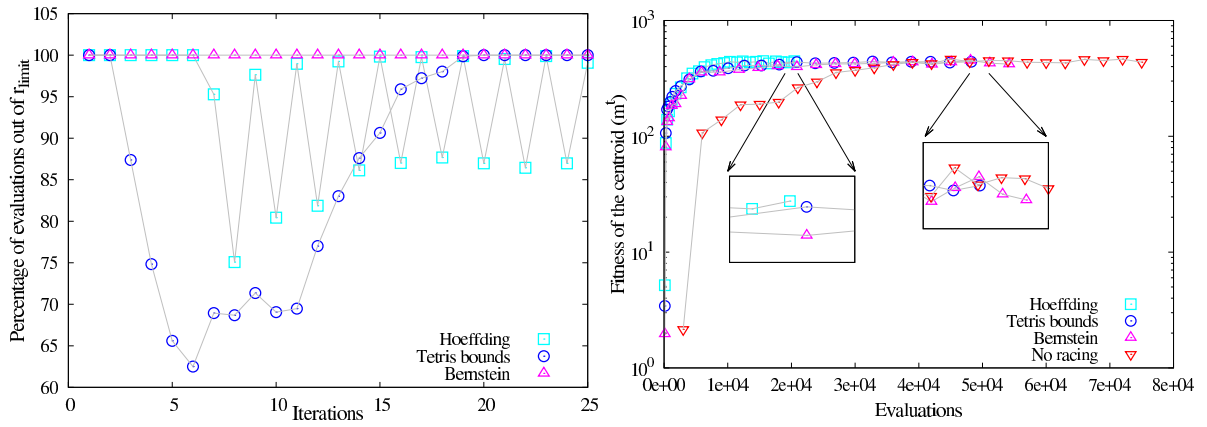 105
100
95
90
85
80
75
70
65
60
Percentage of evaluations out of r_limit
Hoeffding
Tetris bounds
Bernstein
0 5 10 15 20 25
Iterations
10^3
10^2
10^1
10^0
Fitness of the centroid (m^t)
Hoeffding
Tetris bounds
Bernstein
No racing
0e+00 1e+04 2e+04 3e+04 4e+04 5e+04 6e+04 7e+04 8e+04
Evaluations